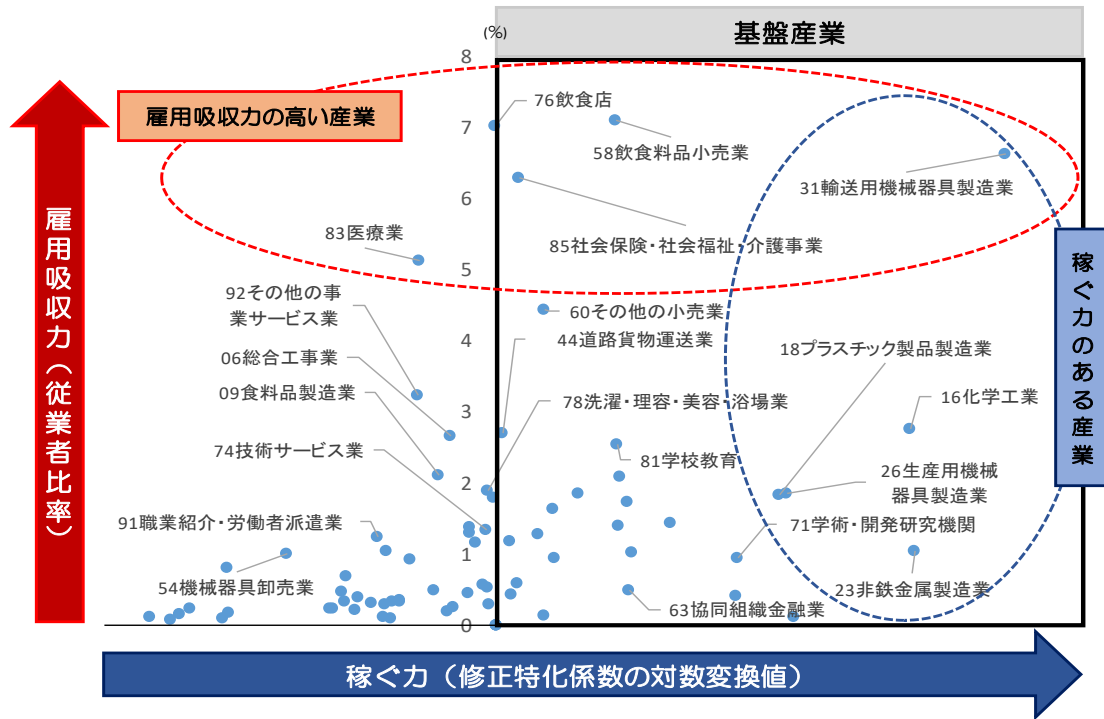 (%)
基盤産業
8
7
6
5
4
3
2
1
0
雇用吸収力の高い産業
76飲食店
58飲食料品小売業
31輸送用機械器具製造業
85社会保険・社会福祉・介護事業
83医療業
92その他の事
業サービス業
60その他の小売業
44道路貨物運送業
06総合工事業
18プラスチック製品製造業
09食料品製造業
78洗濯・理容・美容・浴場業
16化学工業
74技術サービス業
81学校教育
26生産用機械
器具製造業
91職業紹介・労働者派遣業
71学術・開発研究機関
54機械器具卸売業
23非鉄金属製造業
63協同組織金融業
雇用吸収力（従業者比率）
稼ぐ力のある産業
稼ぐ力（修正特化係数の対数変換値）